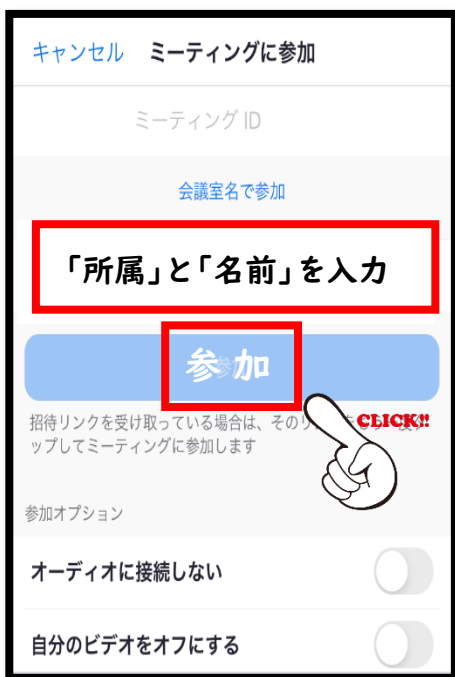 キャンセル ミーティングに参加
ミーティング ID
会議室名で参加
「所属」と「名前」を入力
参加
招待リンクを受け取っている場合は、そのリ
CLICK!!
ップしてミーティングに参加します
参加オプション
オーディオに接続しない
自分のビデオをオフにする